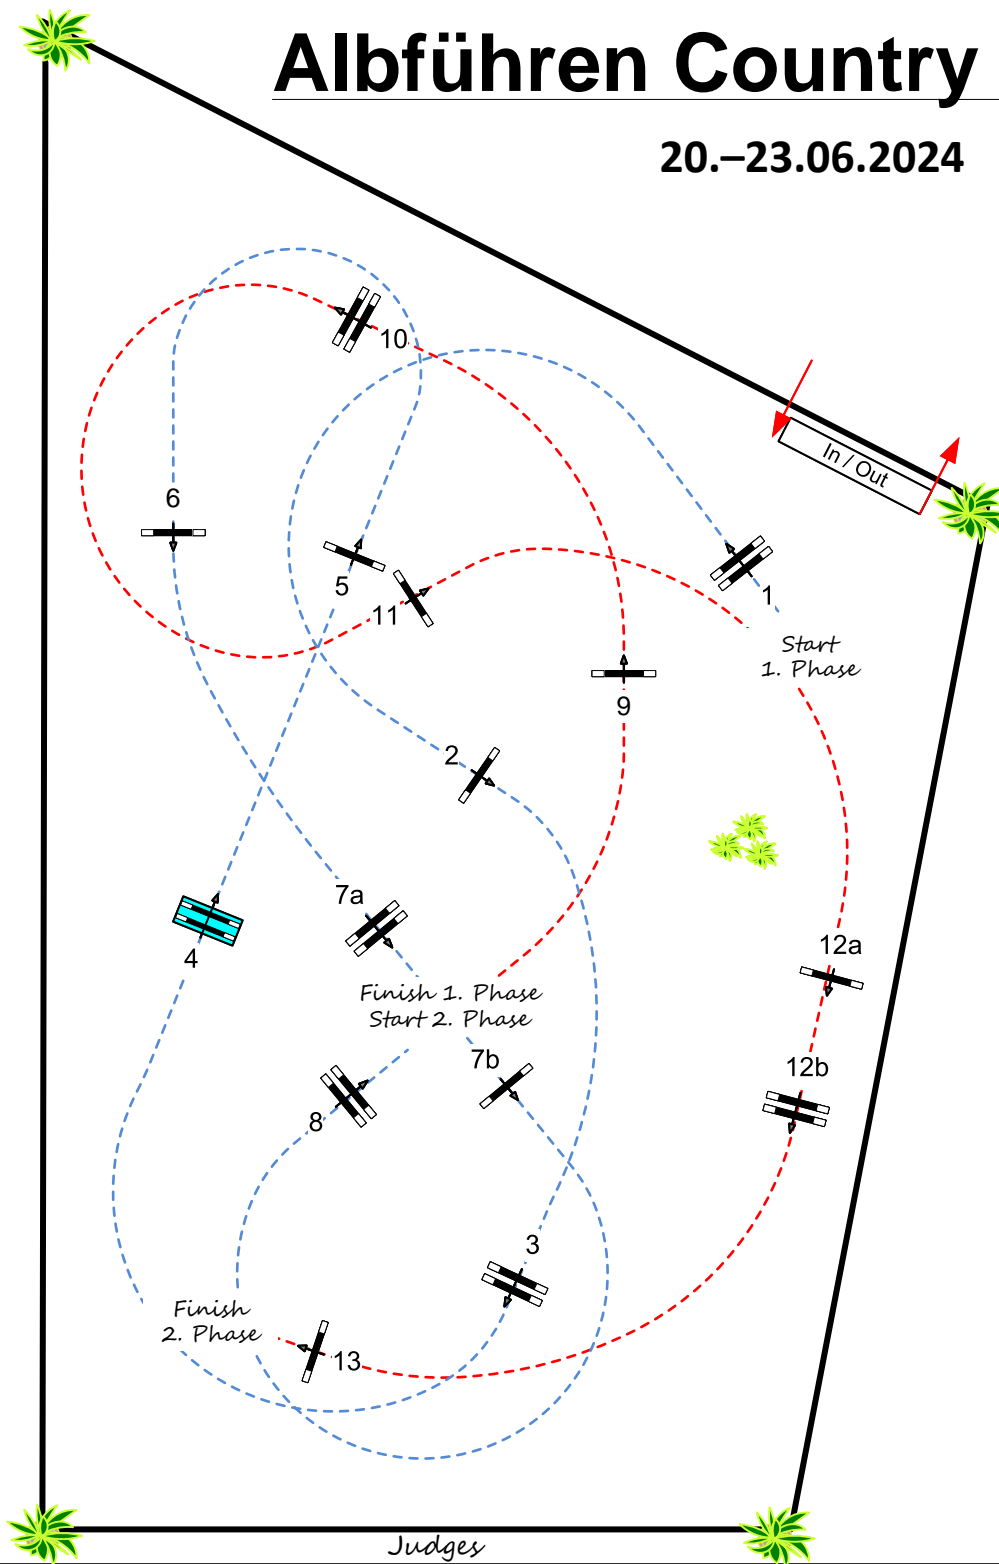 Albführen Country
20.–23.06.2024
10
In / Out
6
5
1
11
Start
1. Phase
9
2
7a
12a
4
Finish 1. Phase
Start 2. Phase
7b
12b
8
3
Finish
2. Phase
13
Judges